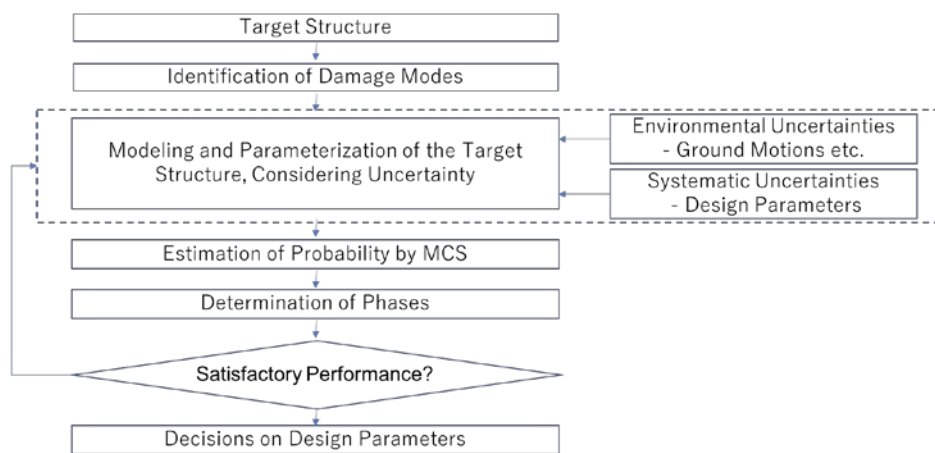 Target Structure
Identification of Damage Modes
Modeling and Parameterization of the Target
Structure, Considering Uncertainty
Environmental Uncertainties
- Ground Motions etc.
Systematic Uncertainties
- Design Parameters
Estimation of Probability by MCS
Determination of Phases
Satisfactory Performance?
Decisions on Design Parameters